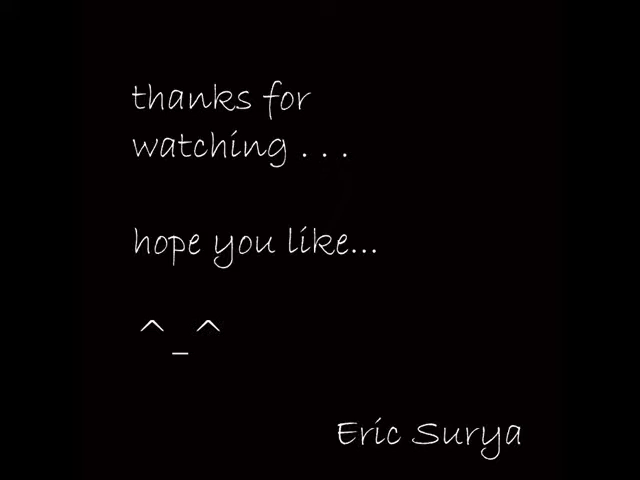 thanks for
watching . . .
hope you like...
^_^
Eric Surya